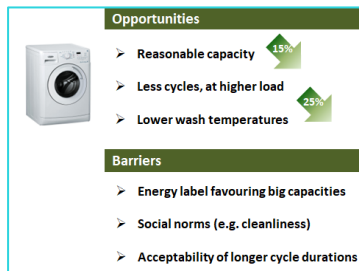 Opportunities
Reasonable capacity 15%
Less cycles, at higher load
Lower wash temperatures 25%
Barriers
Energy label favouring big capacities
Social norms (e.g. cleanliness)
Acceptability of longer cycle durations